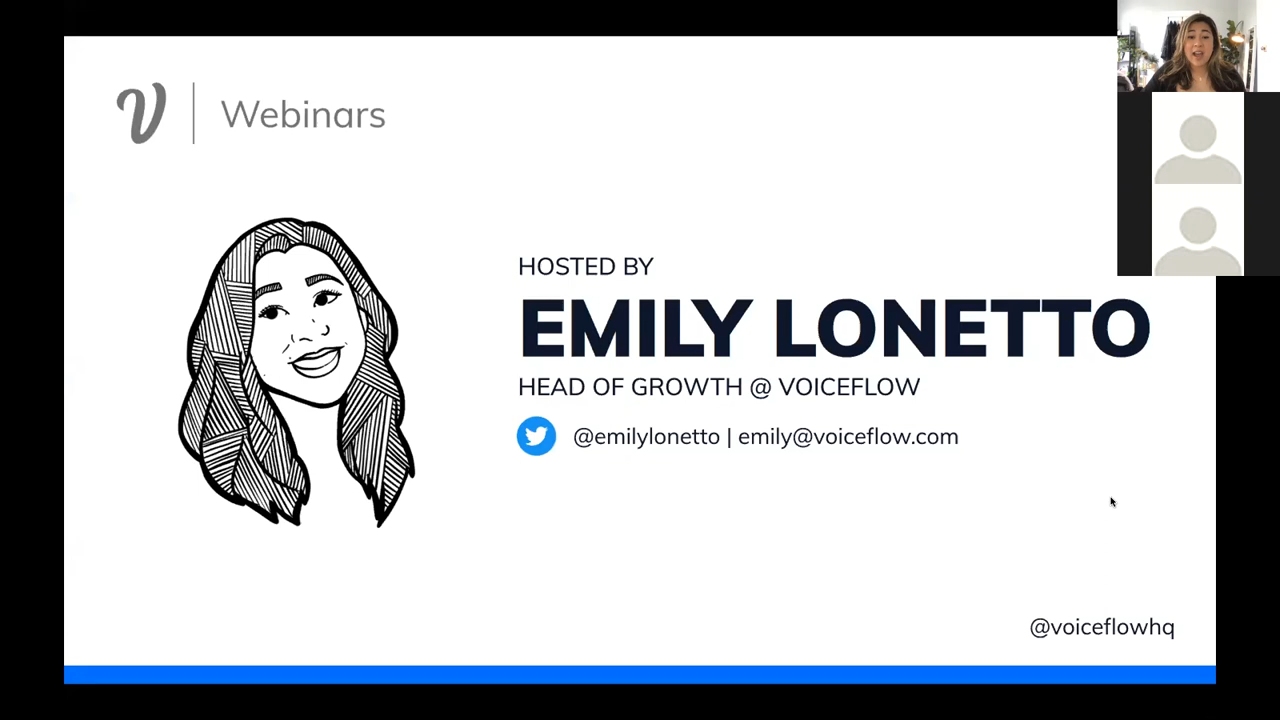 V | Webinars
HOSTED BY
EMILY LONETTO
HEAD OF GROWTH @ VOICEFLOW
@emilylonetto | emily@voiceflow.com
@voiceflowhq